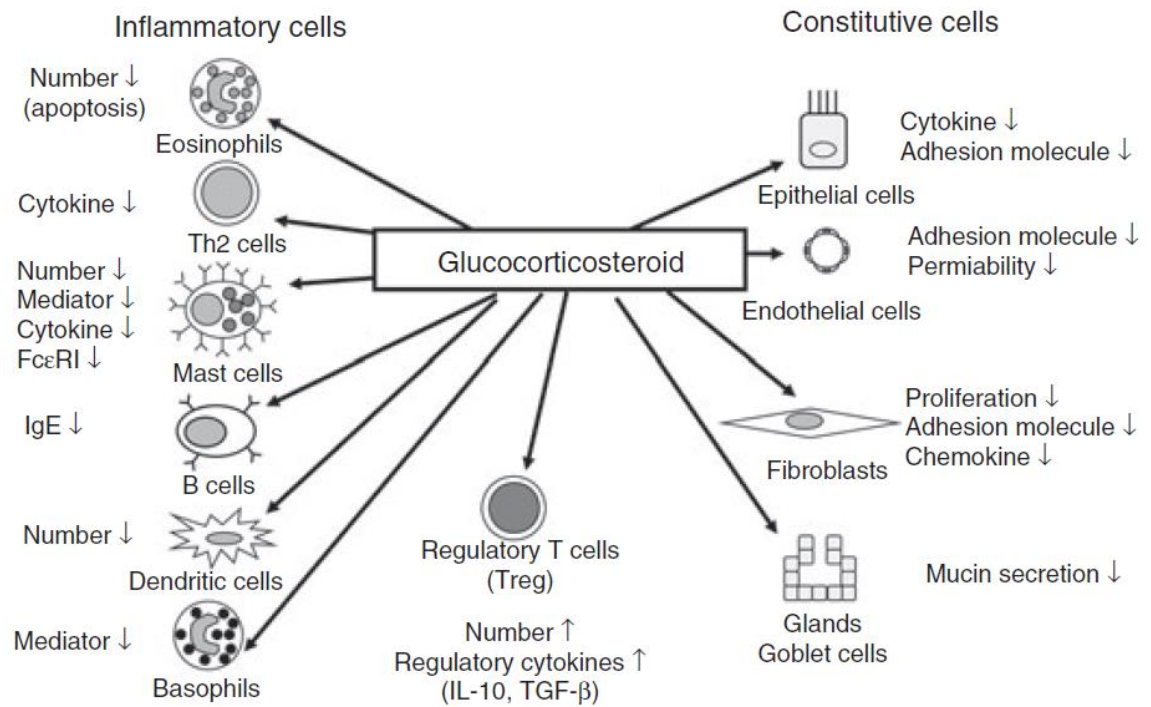 Inflammatory cells
Number ↓
(apoptosis)
Eosinophils
Cytokine ↓
Th2 cells
Number ↓
Mediator ↓
Cytokine ↓
FcεRI ↓
Mast cells
IgE ↓
B cells
Number ↓
Dendritic cells
Mediator ↓
Basophils
Glucocorticosteroid
Regulatory T cells
(Treg)
Number ↑
Regulatory cytokines ↑
(IL-10, TGF-β)
Constitutive cells
Cytokine ↓
Adhesion molecule ↓
Epithelial cells
Adhesion molecule ↓
Permiability ↓
Endothelial cells
Proliferation ↓
Adhesion molecule ↓
Chemokine ↓
Fibroblasts
Mucin secretion ↓
Glands
Goblet cells